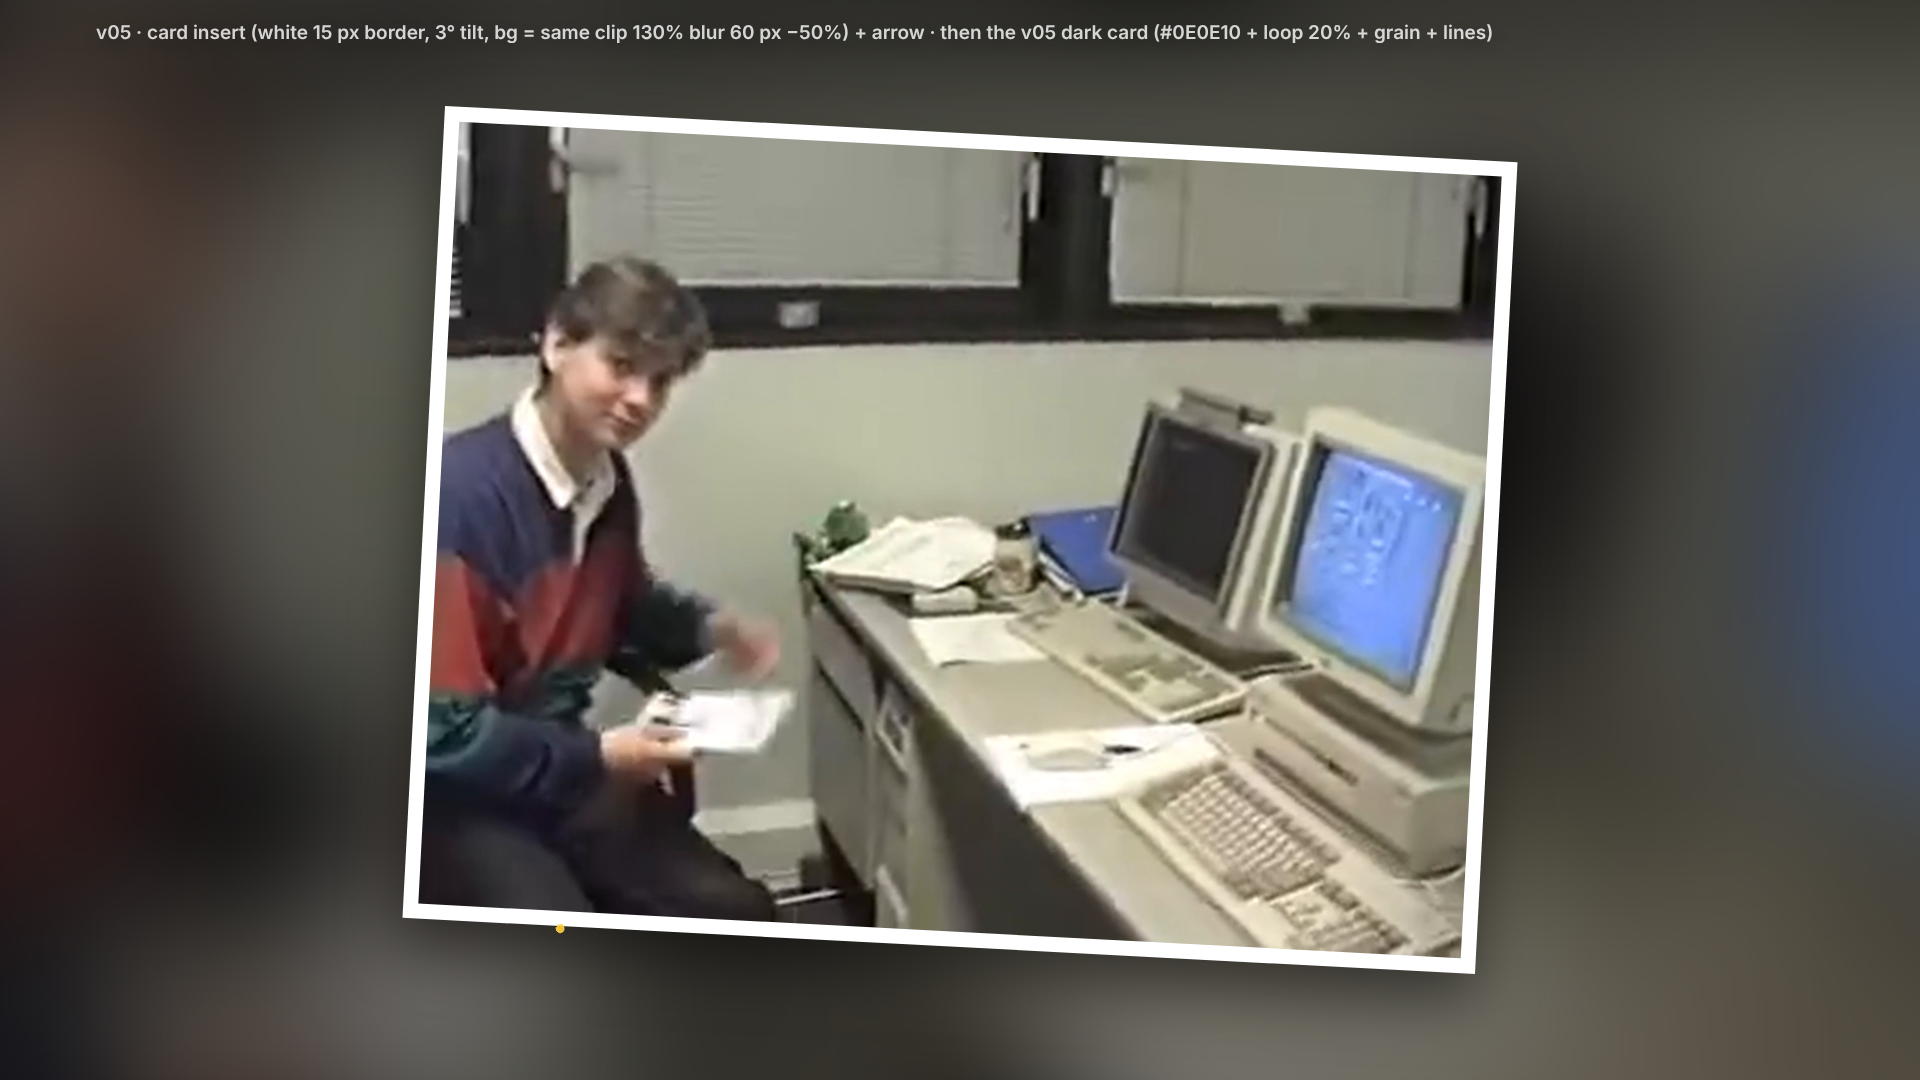 v05 · card insert (white 15 px border, 3° tilt, bg = same clip 130% blur 60 px −50%) + arrow · then the v05 dark card (#0E0E10 + loop 20% + grain + lines)